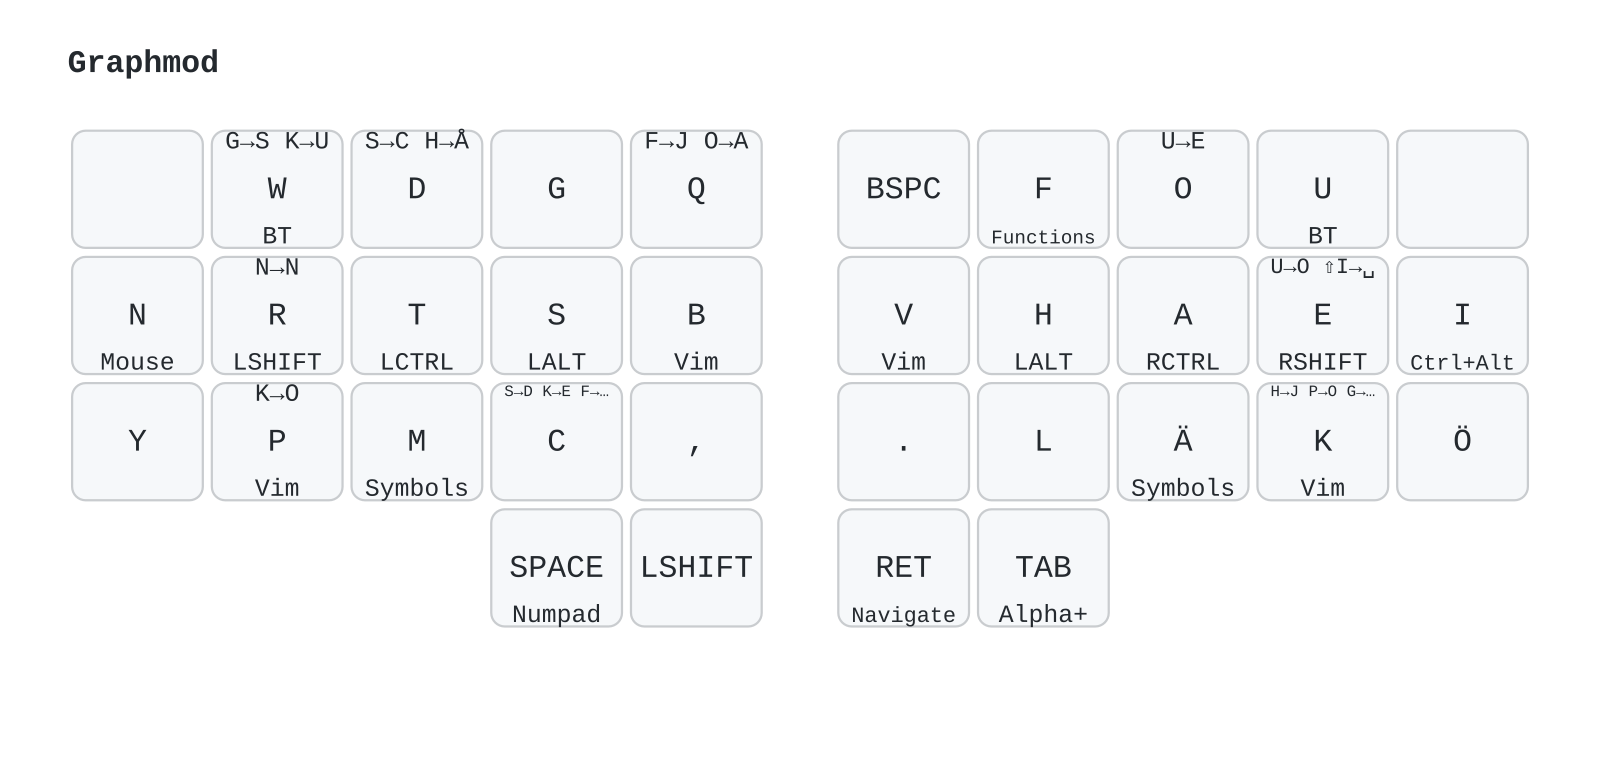 Graphmod
G→S K→U S→C H→Å F→J O→A U→E
W D G Q BSPC F O U
BT Functions BT
N→N U→O ⇧I→␣
N R T S B V H A E I
Mouse LSHIFT LCTRL LALT Vim Vim LALT RCTRL RSHIFT Ctrl+Alt
K→O S→D K→E F→… H→J P→O G→…
Y P M C , . L Ä K Ö
Vim Symbols Symbols Vim
SPACE LSHIFT RET TAB
Numpad Navigate Alpha+